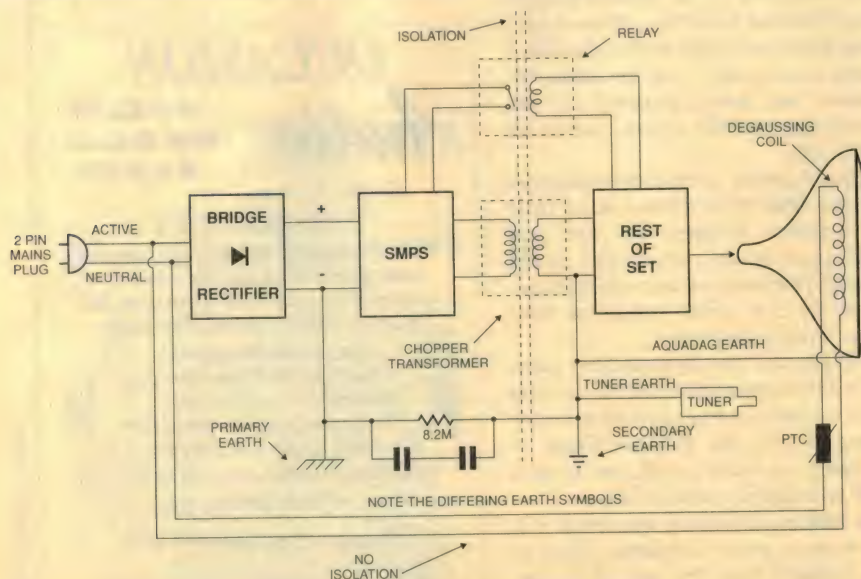 ISOLATION
RELAY
DEGAUSSING
COIL
2 PIN
MAINS
PLUG
ACTIVE
NEUTRAL
BRIDGE
RECTIFIER
+
-
SMPS
REST
OF
SET
CHOPPER
TRANSFORMER
AQUADAG EARTH
TUNER EARTH
TUNER
PRIMARY
EARTH
8.2M
SECONDARY
EARTH
PTC
NOTE THE DIFFERING EARTH SYMBOLS
NO
ISOLATION